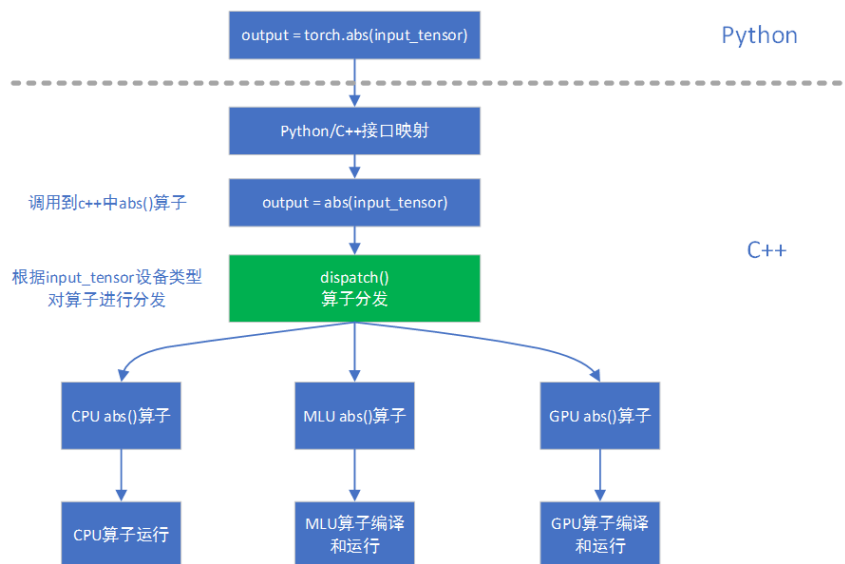 output = torch.abs(input_tensor)
Python
Python/C++接口映射
调用到c++中abs()算子
output = abs(input_tensor)
C++
根据input_tensor设备类型
对算子进行分发
dispatch()
算子分发
CPU abs()算子
MLU abs()算子
GPU abs()算子
CPU算子运行
MLU算子编译
和运行
GPU算子编译
和运行